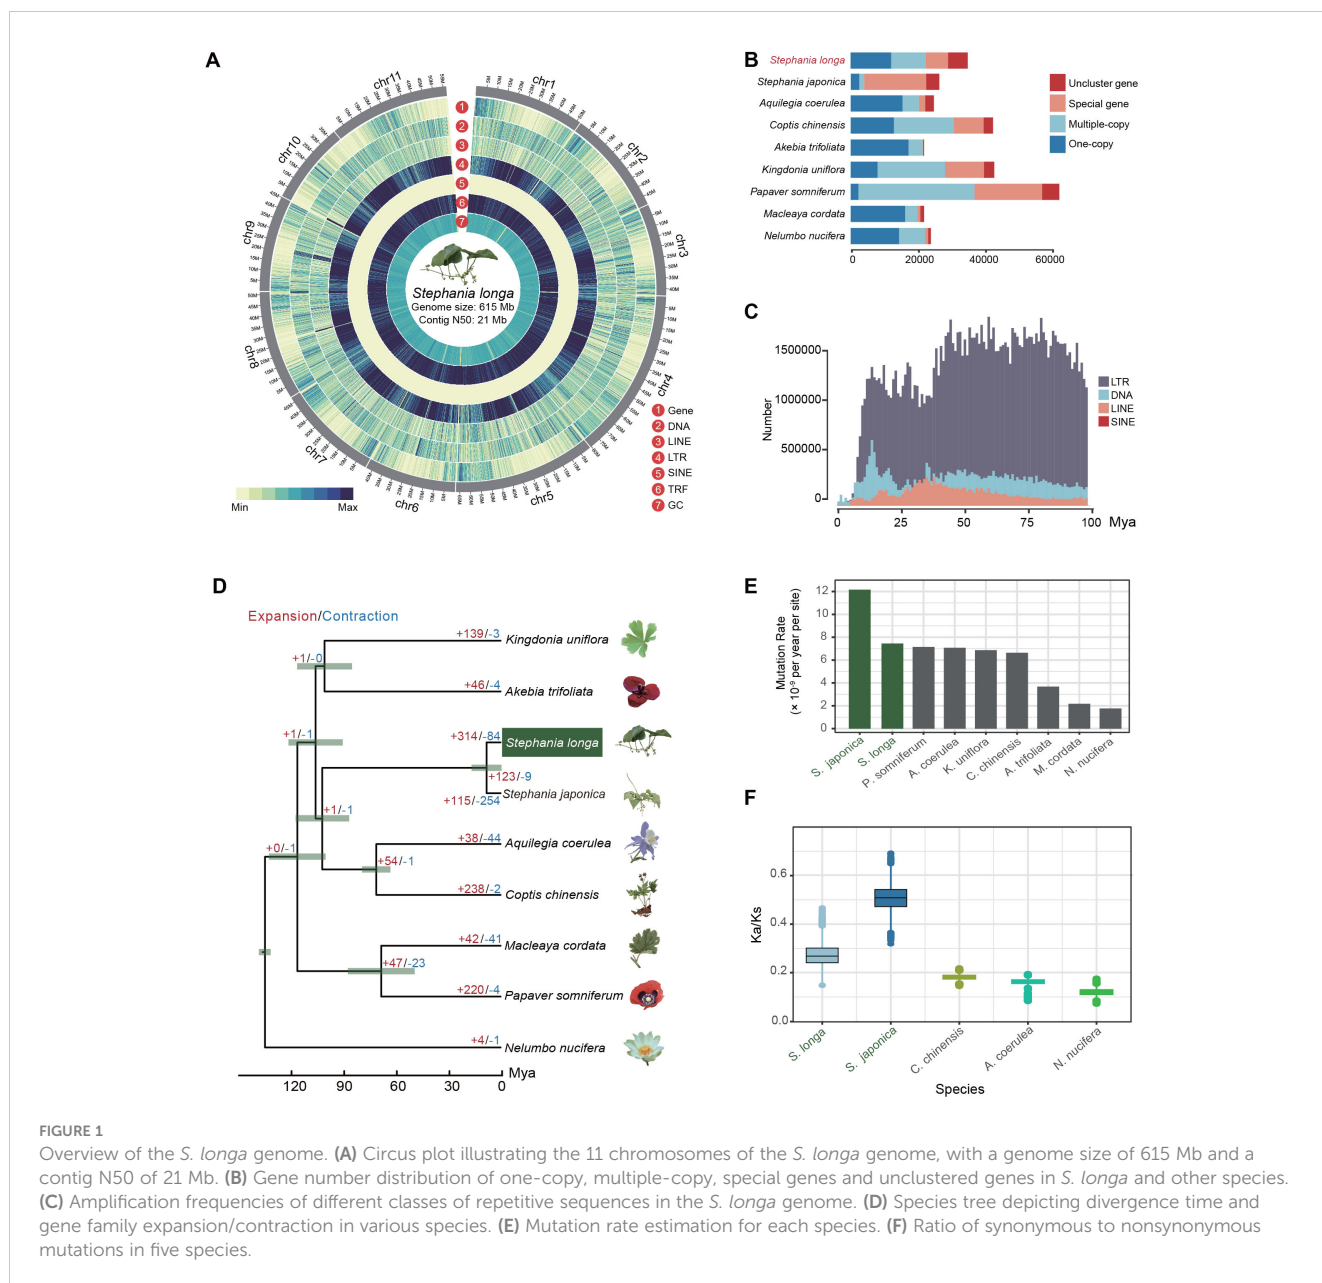 A
chr11
chr1
chr10
chr2
chr9
chr3
chr8
chr4
chr7
chr6
chr5
1
2
3
4
5
6
7
Stephania longa
Genome size: 615 Mb
Contig N50: 21 Mb
1 Gene
2 DNA
3 LINE
4 LTR
5 SINE
6 TRF
7 GC
Min Max
B
Stephania longa
Stephania japonica
Aquilegia coerulea
Coptis chinensis
Akebia trifoliata
Kingdonia uniflora
Papaver somniferum
Macleaya cordata
Nelumbo nucifera
0 20000 40000 60000
Uncluster gene
Special gene
Multiple-copy
One-copy
C
Number
1500000
1000000
500000
0
0 25 50 75 100 Mya
LTR
DNA
LINE
SINE
D
Expansion/Contraction
+139/-3 Kingdonia uniflora
+1/-0
+46/-4 Akebia trifoliata
+1/-1
+314/-84 Stephania longa
+123/-9
+115/-254 Stephania japonica
+1/-1
+38/-44 Aquilegia coerulea
+0/-1
+54/-1
+238/-2 Coptis chinensis
+42/-41 Macleaya cordata
+47/-23
+220/-4 Papaver somniferum
+4/-1 Nelumbo nucifera
Mya
120 90 60 30 0
E
Mutation Rate
(× 10⁻⁹ per year per site)
12
10
8
6
4
2
0
S. japonica
S. longa
P. somniferum
A. coerulea
K. uniflora
C. chinensis
A. trifoliata
M. cordata
N. nucifera
F
Ka/Ks
0.6
0.4
0.2
0.0
S. longa
S. japonica
C. chinensis
A. coerulea
N. nucifera
Species
FIGURE 1
Overview of the S. longa genome. (A) Circus plot illustrating the 11 chromosomes of the S. longa genome, with a genome size of 615 Mb and a
contig N50 of 21 Mb. (B) Gene number distribution of one-copy, multiple-copy, special genes and unclustered genes in S. longa and other species.
(C) Amplification frequencies of different classes of repetitive sequences in the S. longa genome. (D) Species tree depicting divergence time and
gene family expansion/contraction in various species. (E) Mutation rate estimation for each species. (F) Ratio of synonymous to nonsynonymous
mutations in five species.